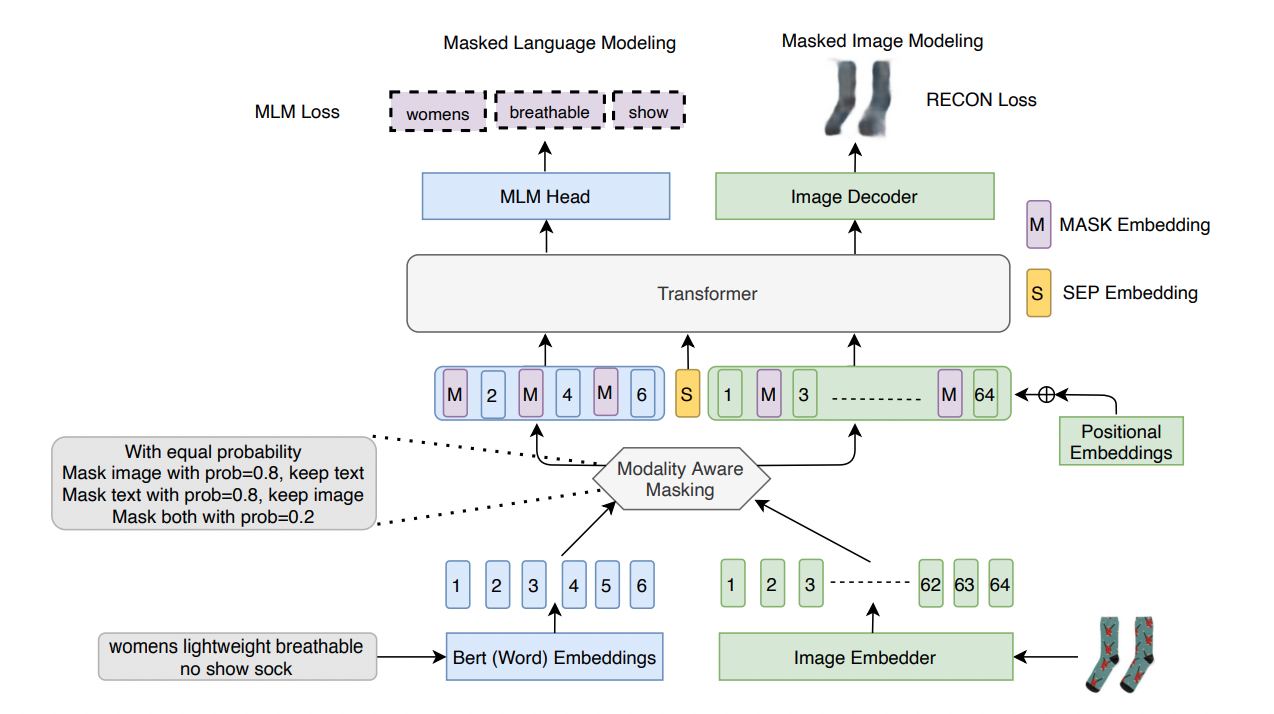 Masked Language Modeling
Masked Image Modeling
MLM Loss
womens
breathable
show
RECON Loss
MLM Head
Image Decoder
M MASK Embedding
Transformer
S SEP Embedding
M 2 M 4 M 6
S
1 M 3 M 64
Positional
Embeddings
With equal probability
Mask image with prob=0.8, keep text
Mask text with prob=0.8, keep image
Mask both with prob=0.2
Modality Aware
Masking
1 2 3 4 5 6
1 2 3 62 63 64
womens lightweight breathable
no show sock
Bert (Word) Embeddings
Image Embedder